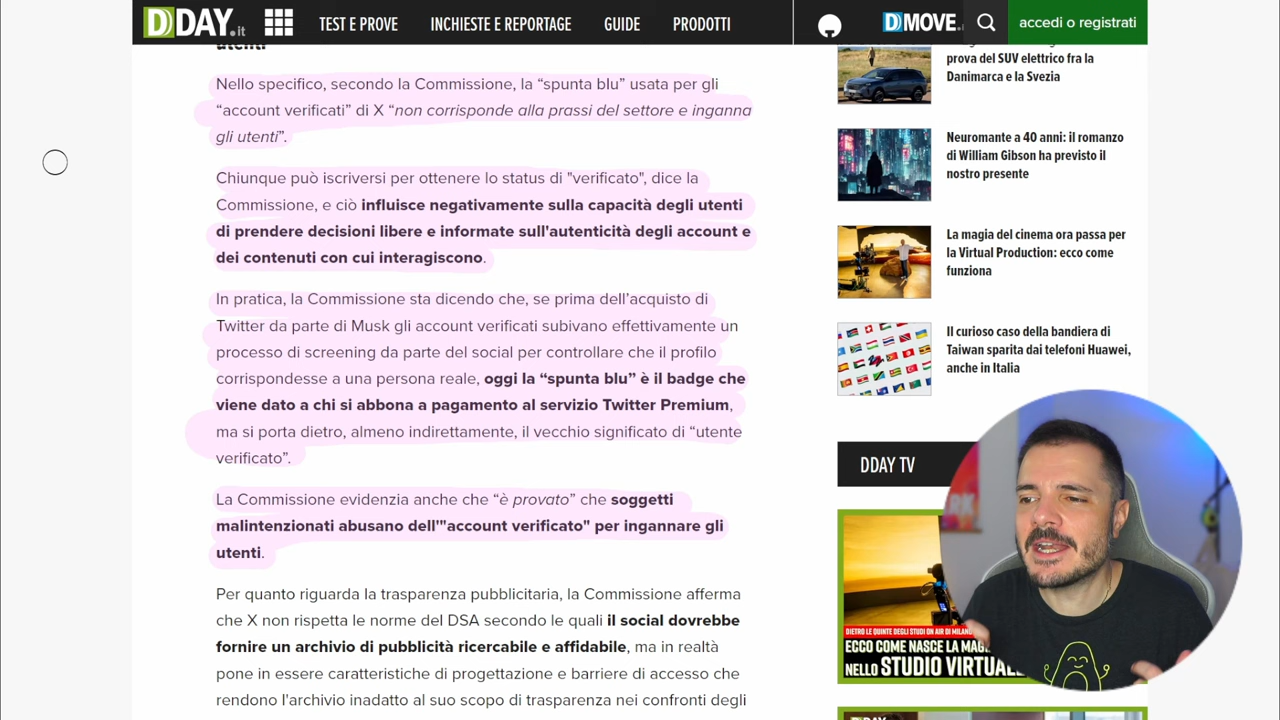 DDAY.it
TEST E PROVE
INCHIESTE E REPORTAGE
GUIDE
PRODOTTI
DMOVE.
accedi o registrati
utenti
Nello specifico, secondo la Commissione, la “spunta blu” usata per gli
“account verificati” di X “non corrisponde alla prassi del settore e inganna
gli utenti”.
Chiunque può iscriversi per ottenere lo status di "verificato", dice la
Commissione, e ciò influisce negativamente sulla capacità degli utenti
di prendere decisioni libere e informate sull'autenticità degli account e
dei contenuti con cui interagiscono.
In pratica, la Commissione sta dicendo che, se prima dell’acquisto di
Twitter da parte di Musk gli account verificati subivano effettivamente un
processo di screening da parte del social per controllare che il profilo
corrispondesse a una persona reale, oggi la “spunta blu” è il badge che
viene dato a chi si abbona a pagamento al servizio Twitter Premium,
ma si porta dietro, almeno indirettamente, il vecchio significato di “utente
verificato”.
La Commissione evidenzia anche che “è provato” che soggetti
malintenzionati abusano dell'"account verificato" per ingannare gli
utenti.
Per quanto riguarda la trasparenza pubblicitaria, la Commissione afferma
che X non rispetta le norme del DSA secondo le quali il social dovrebbe
fornire un archivio di pubblicità ricercabile e affidabile, ma in realtà
pone in essere caratteristiche di progettazione e barriere di accesso che
rendono l'archivio inadatto al suo scopo di trasparenza nei confronti degli
prova del SUV elettrico fra la
Danimarca e la Svezia
Neuromante a 40 anni: il romanzo
di William Gibson ha previsto il
nostro presente
La magia del cinema ora passa per
la Virtual Production: ecco come
funziona
Il curioso caso della bandiera di
Taiwan sparita dai telefoni Huawei,
anche in Italia
DDAY TV
DIETRO LE QUINTE DEGLI STUDI ON AIR DI MILANO
ECCO COME NASCE LA
NELLO STUDIO
DDAY